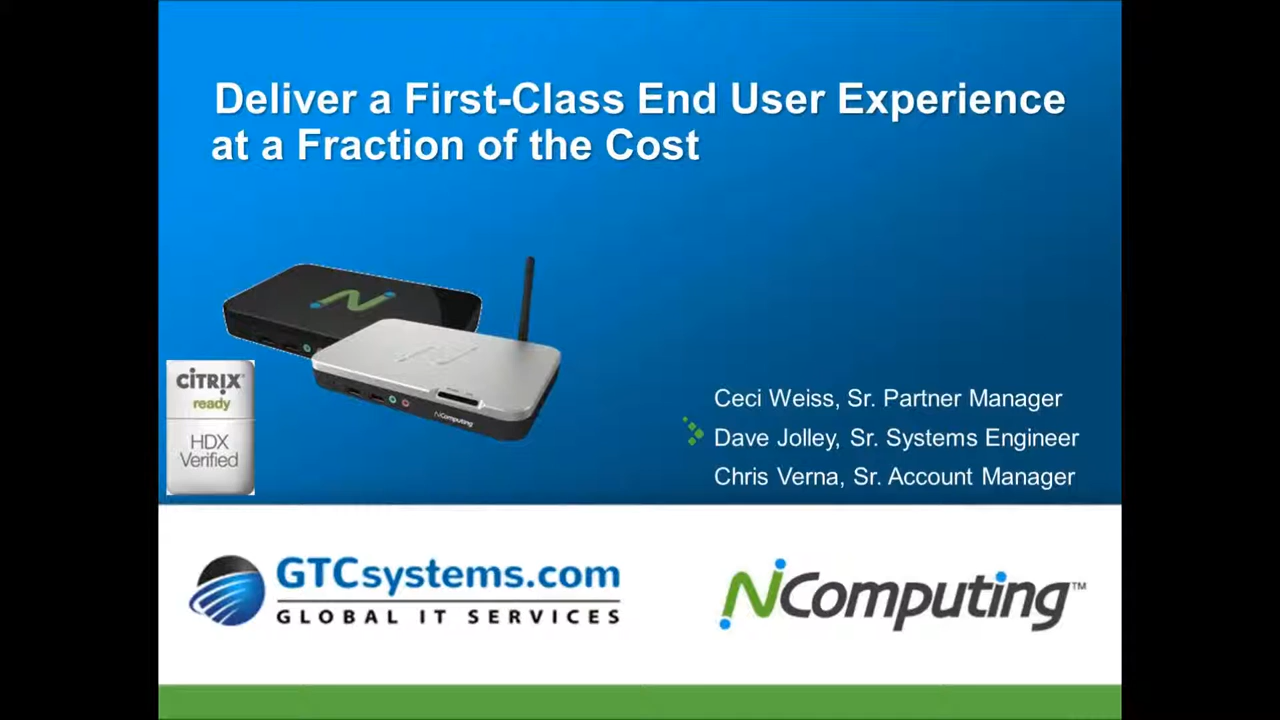 Deliver a First-Class End User Experience
at a Fraction of the Cost
CiTRIX
ready
HDX
Verified
NComputing
Ceci Weiss, Sr. Partner Manager
Dave Jolley, Sr. Systems Engineer
Chris Verna, Sr. Account Manager
GTCsystems.com
GLOBAL IT SERVICES
NComputing™